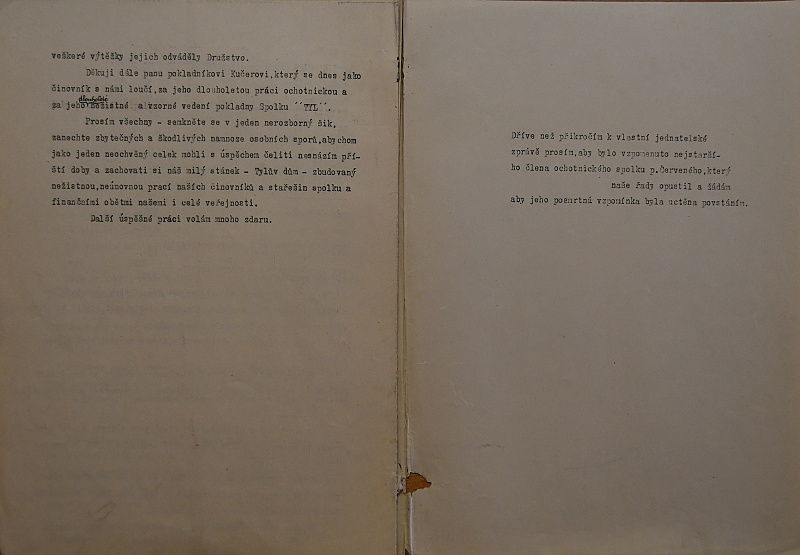 veškeré výtěžky jejich odváděly Družstvo.
Děkuji dále panu pokladníkovi Kučerovi,který se dnes jako
činovník s námi loučí,za jeho dlouholetou práci ochotnickou a
dlouholeté
za jeho nezištné a vzorné vedení pokladny Spolku ''TYL''.
Prosím všechny - semkněte se v jeden nerozborný šik,
zanechte zbytečných a škodlivých namnoze osobních sporů,abychom
jako jeden neochvěný celek mohli s úspěchem čeliti nesnázím pří-
ští doby a zachovati si náš milý stánek - Tylův dům - zbudovaný
nezištnou,neúnovnou prací našich činovníků a stařešin spolku a
finančními obětmi našemi i celé veřejnosti.
Další úspěšné práci volám mnoho zdaru.
Dříve než přikročím k vlastní jednatelské
zprávě prosím,aby bylo vzpomenuto nejstarší-
ho člena ochotnického spolku p.Červeného,který
naše řady opustil a žádám
aby jeho posmrtná vzpomínka byla uctěna povstáním.